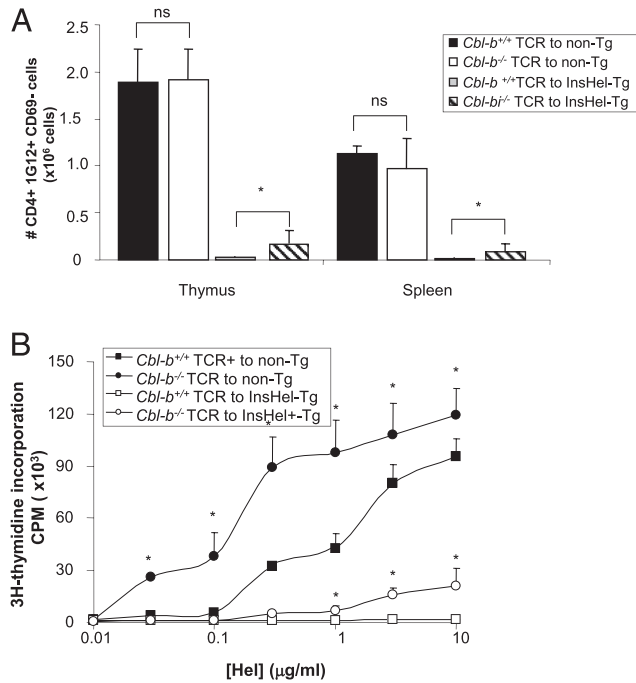 A
# CD4+ 1G12+ CD69- cells
(x10⁶ cells)
2.5
2.0
1.5
1.0
0.5
0
ns
*
ns
*
Thymus
Spleen
Cbl-b+/+ TCR to non-Tg
Cbl-b-/- TCR to non-Tg
Cbl-b +/+TCR to InsHel-Tg
Cbl-bi-/- TCR to InsHel-Tg
B
3H-thymidine incorporation
CPM ( x10³)
150
120
90
60
30
0
Cbl-b+/+ TCR+ to non-Tg
Cbl-b-/- TCR to non-Tg
Cbl-b+/+ TCR to InsHel-Tg
Cbl-b-/- TCR to InsHel+-Tg
* * * * * *
* * *
0.01
0.1
1
10
[Hel] (μg/ml)